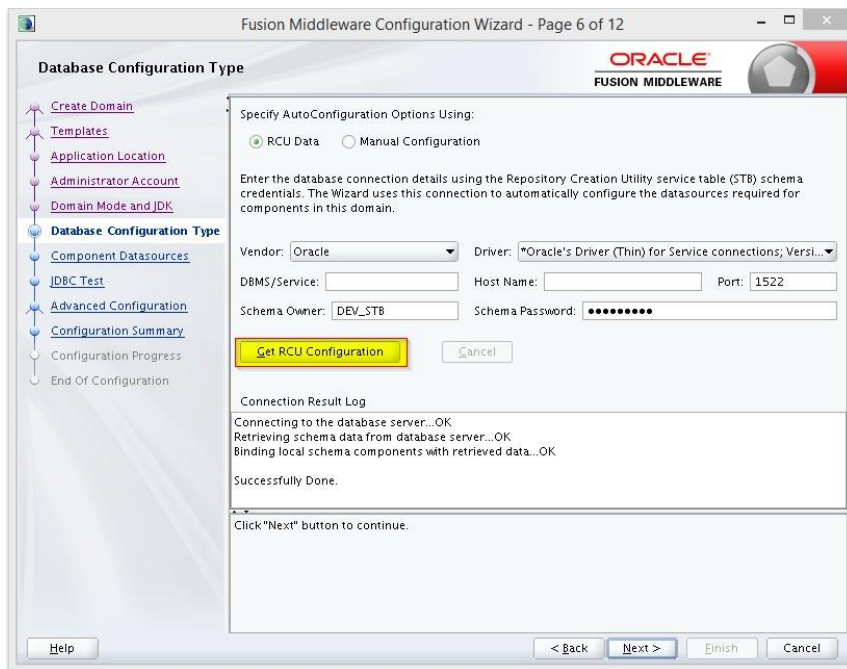 Fusion Middleware Configuration Wizard - Page 6 of 12
Database Configuration Type
ORACLE
FUSION MIDDLEWARE
Create Domain
Templates
Application Location
Administrator Account
Domain Mode and JDK
Database Configuration Type
Component Datasources
JDBC Test
Advanced Configuration
Configuration Summary
Configuration Progress
End Of Configuration
Specify AutoConfiguration Options Using:
RCU Data Manual Configuration
Enter the database connection details using the Repository Creation Utility service table (STB) schema
credentials. The Wizard uses this connection to automatically configure the datasources required for
components in this domain.
Vendor: Oracle Driver: *Oracle's Driver (Thin) for Service connections; Versi...
DBMS/Service: Host Name: Port: 1522
Schema Owner: DEV_STB Schema Password: •••••••••
Get RCU Configuration Cancel
Connection Result Log
Connecting to the database server...OK
Retrieving schema data from database server...OK
Binding local schema components with retrieved data...OK
Successfully Done.
Click "Next" button to continue.
Help < Back Next > Finish Cancel